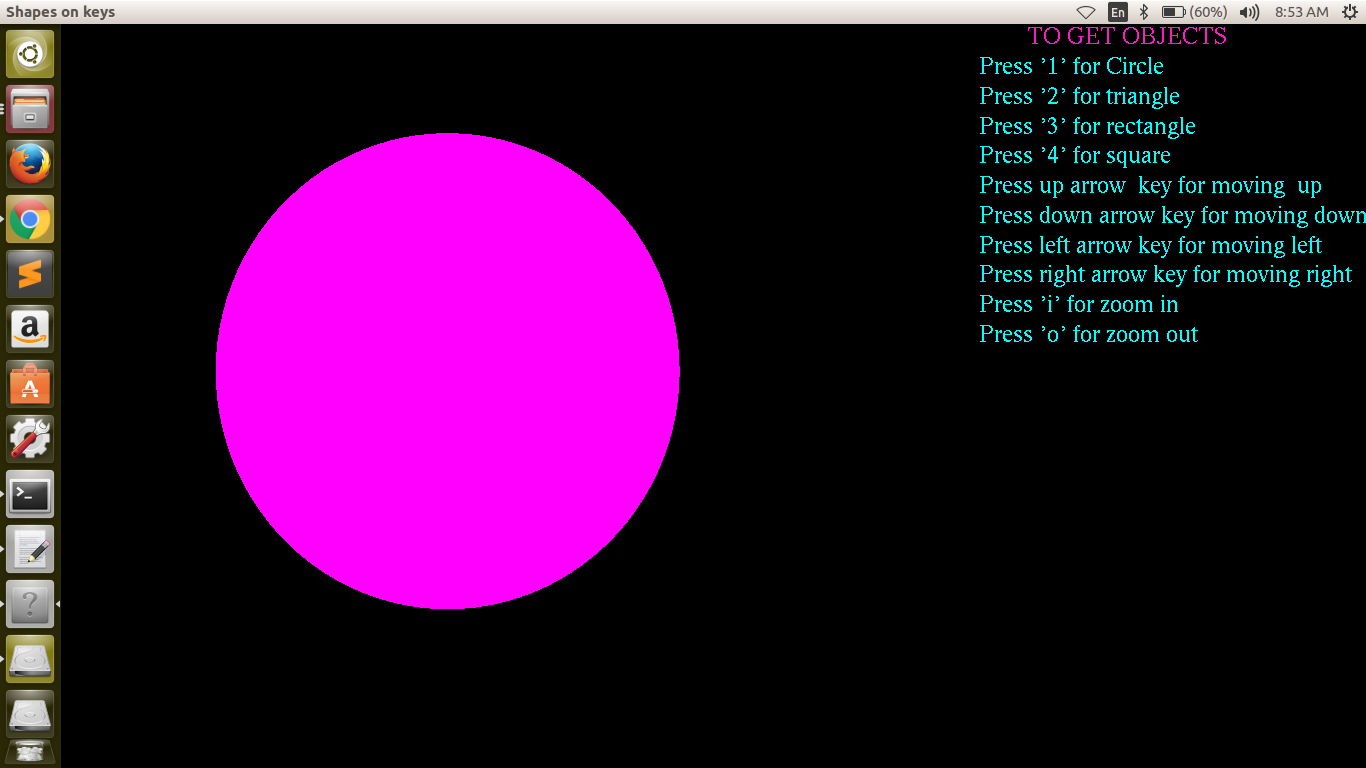 Shapes on keys
En
(60%)
8:53 AM
TO GET OBJECTS
Press ’1’ for Circle
Press ’2’ for triangle
Press ’3’ for rectangle
Press ’4’ for square
Press up arrow  key for moving  up
Press down arrow key for moving down
Press left arrow key for moving left
Press right arrow key for moving right
Press ’i’ for zoom in
Press ’o’ for zoom out
a
A
>_
?